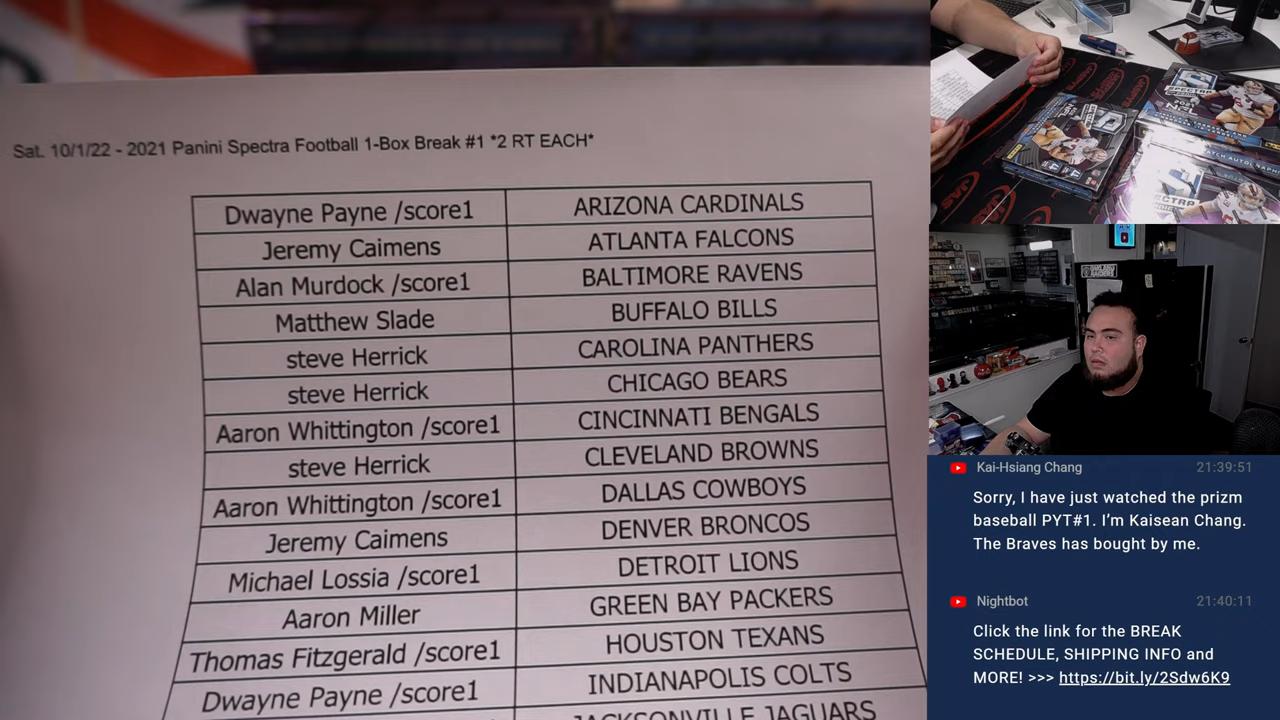 Sat. 10/1/22 - 2021 Panini Spectra Football 1-Box Break #1 *2 RT EACH*
Dwayne Payne /score1 ARIZONA CARDINALS
Jeremy Caimens ATLANTA FALCONS
Alan Murdock /score1 BALTIMORE RAVENS
Matthew Slade BUFFALO BILLS
steve Herrick CAROLINA PANTHERS
steve Herrick CHICAGO BEARS
Aaron Whittington /score1 CINCINNATI BENGALS
steve Herrick CLEVELAND BROWNS
Aaron Whittington /score1 DALLAS COWBOYS
Jeremy Caimens DENVER BRONCOS
Michael Lossia /score1 DETROIT LIONS
Aaron Miller GREEN BAY PACKERS
Thomas Fitzgerald /score1 HOUSTON TEXANS
Dwayne Payne /score1 INDIANAPOLIS COLTS
JACKSONVILLE JAGUARS
SPECTRA
Kai-Hsiang Chang 21:39:51
Sorry, I have just watched the prizm
baseball PYT#1. I’m Kaisean Chang.
The Braves has bought by me.
Nightbot 21:40:11
Click the link for the BREAK
SCHEDULE, SHIPPING INFO and
MORE! >>> https://bit.ly/2Sdw6K9